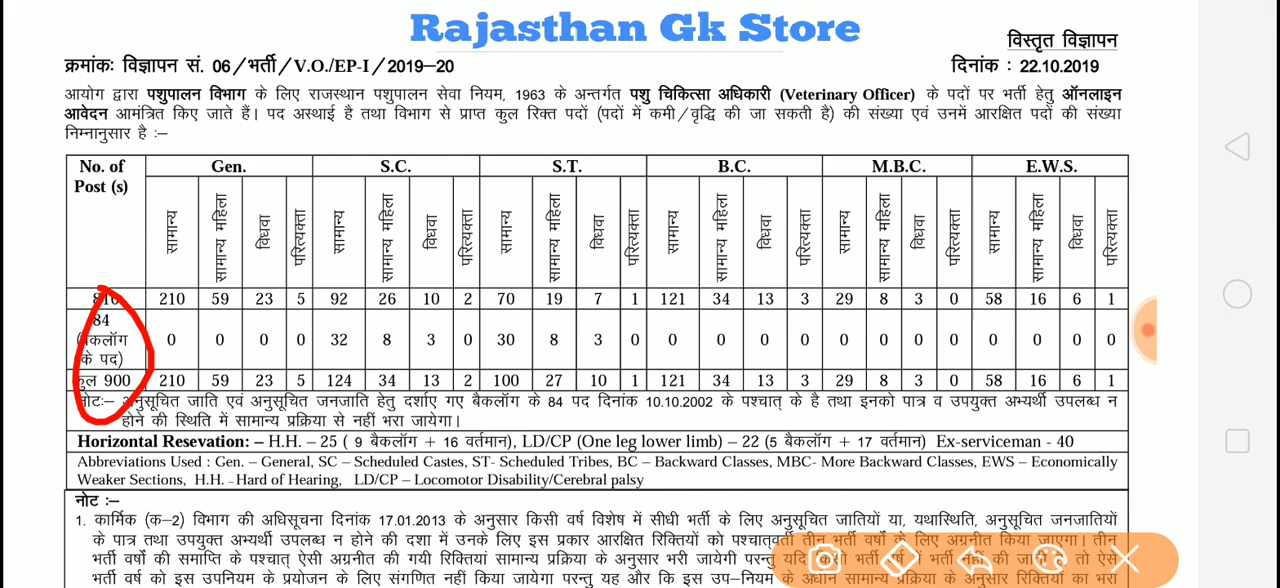 Rajasthan Gk Store
विस्तृत विज्ञापन
क्रमांकः विज्ञापन सं. 06/भर्ती/V.O./EP-I/2019–20 दिनांक : 22.10.2019
आयोग द्वारा पशुपालन विभाग के लिए राजस्थान पशुपालन सेवा नियम, 1963 के अन्तर्गत पशु चिकित्सा अधिकारी (Veterinary Officer) के पदों पर भर्ती हेतु ऑनलाइन
आवेदन आमंत्रित किए जाते हैं। पद अस्थाई है तथा विभाग से प्राप्त कुल रिक्त पदों (पदों में कमी/वृद्धि की जा सकती है) की संख्या एवं उनमें आरक्षित पदों की संख्या
निम्नानुसार है :–
No. of Post (s) Gen. S.C. S.T. B.C. M.B.C. E.W.S.
सामान्य सामान्य महिला विधवा परित्यक्ता सामान्य सामान्य महिला विधवा परित्यक्ता सामान्य सामान्य महिला विधवा परित्यक्ता सामान्य सामान्य महिला विधवा परित्यक्ता सामान्य सामान्य महिला विधवा परित्यक्ता सामान्य सामान्य महिला विधवा परित्यक्ता
816 210 59 23 5 92 26 10 2 70 19 7 1 121 34 13 3 29 8 3 0 58 16 6 1
84
(बैकलॉग
के पद) 0 0 0 0 32 8 3 0 30 8 3 0 0 0 0 0 0 0 0 0 0 0 0 0
कुल 900 210 59 23 5 124 34 13 2 100 27 10 1 121 34 13 3 29 8 3 0 58 16 6 1
नोटः– अनुसूचित जाति एवं अनुसूचित जनजाति हेतु दर्शाए गए बैकलॉग के 84 पद दिनांक 10.10.2002 के पश्चात् के है तथा इनको पात्र व उपयुक्त अभ्यर्थी उपलब्ध न
होने की स्थिति में सामान्य प्रक्रिया से नहीं भरा जायेगा।
Horizontal Resevation: – H.H. – 25 ( 9 बैकलॉग + 16 वर्तमान), LD/CP (One leg lower limb) – 22 (5 बैकलॉग + 17 वर्तमान) Ex-serviceman - 40
Abbreviations Used : Gen. – General, SC – Scheduled Castes, ST- Scheduled Tribes, BC – Backward Classes, MBC- More Backward Classes, EWS – Economically
Weaker Sections, H.H. –Hard of Hearing, LD/CP – Locomotor Disability/Cerebral palsy
नोट :–
1. कार्मिक (क–2) विभाग की अधिसूचना दिनांक 17.01.2013 के अनुसार किसी वर्ष विशेष में सीधी भर्ती के लिए अनुसूचित जातियों या, यथास्थिति, अनुसूचित जनजातियों
के पात्र तथा उपयुक्त अभ्यर्थी उपलब्ध न होने की दशा में उनके लिए इस प्रकार आरक्षित रिक्तियों को पश्चातवर्ती तीन भर्ती वर्षों के लिए अग्रनीत किया जाएगा। तीन
भर्ती वर्षों की समाप्ति के पश्चात् ऐसी अग्रनीत की गयी रिक्तियां सामान्य प्रक्रिया के अनुसार भरी जायेगी परन्तु यदि किसी भर्ती वर्ष भर्ती नहीं की जाती है तो ऐसे
भर्ती वर्ष को इस उपनियम के प्रयोजन के लिए संगणित नहीं किया जायेगा परन्तु यह और कि इस उप–नियम के अधीन सामान्य प्रक्रिया के अनुसार रिक्तियों का भरा